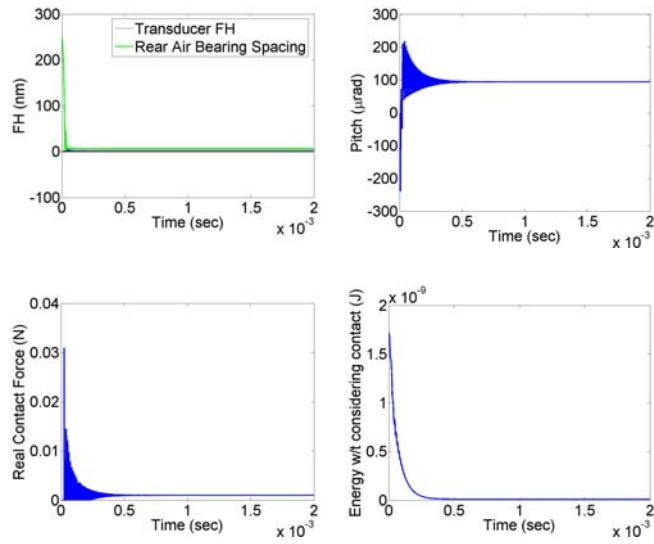 300
200
100
0
-100
FH (nm)
Transducer FH
Rear Air Bearing Spacing
0 0.5 1 1.5 2
Time (sec)
x 10⁻³
300
200
100
0
-100
-200
-300
Pitch (μrad)
0 0.5 1 1.5 2
Time (sec)
x 10⁻³
0.04
0.03
0.02
0.01
0
Real Contact Force (N)
0 0.5 1 1.5 2
Time (sec)
x 10⁻³
x 10⁻⁹
2
1.5
1
0.5
0
Energy w/t considering contact (J)
0 0.5 1 1.5 2
Time (sec)
x 10⁻³